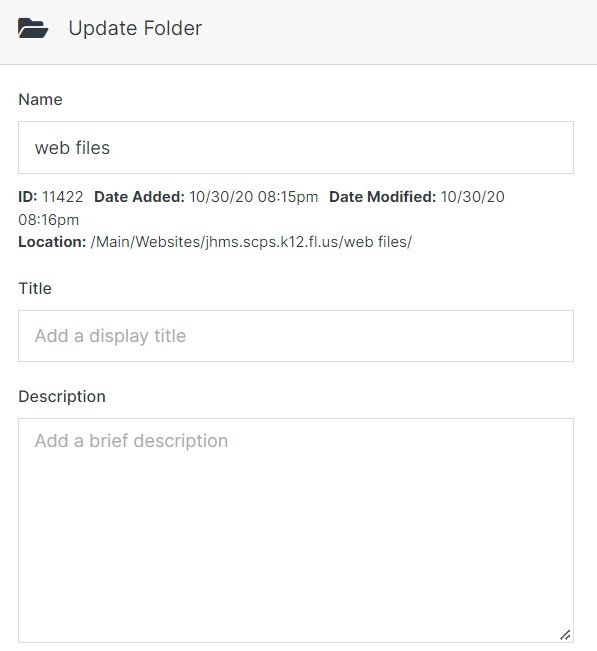 Update Folder
Name
web files
ID: 11422 Date Added: 10/30/20 08:15pm Date Modified: 10/30/20
08:16pm
Location: /Main/Websites/jhms.scps.k12.fl.us/web files/
Title
Add a display title
Description
Add a brief description